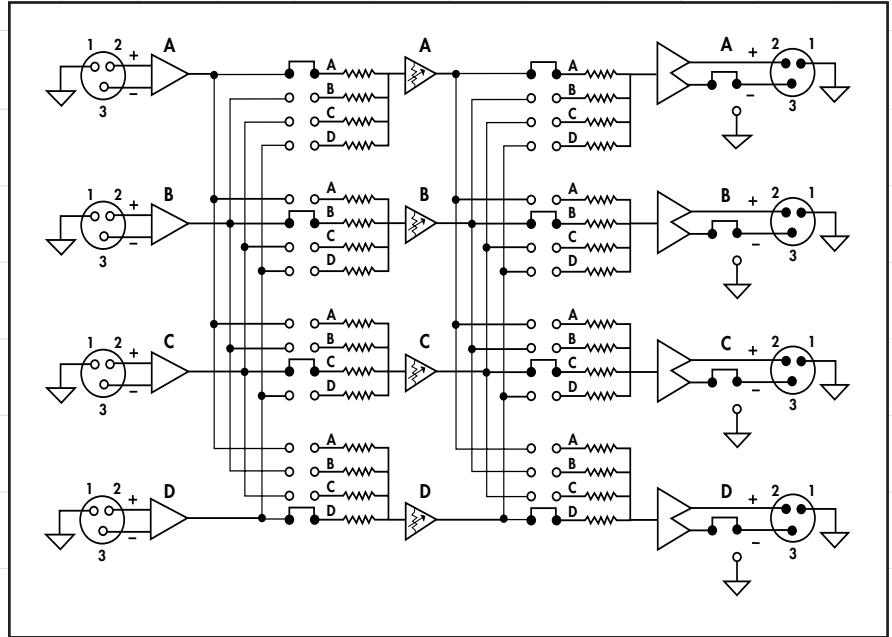 1 2 + A A A A 2 1
− A B C D A B C D + − 3
3
1 2 + B B B B 2 1
− A B C D A B C D + − 3
3
1 2 + C C C C 2 1
− A B C D A B C D + − 3
3
1 2 + D D D D 2 1
− A B C D A B C D + − 3
3